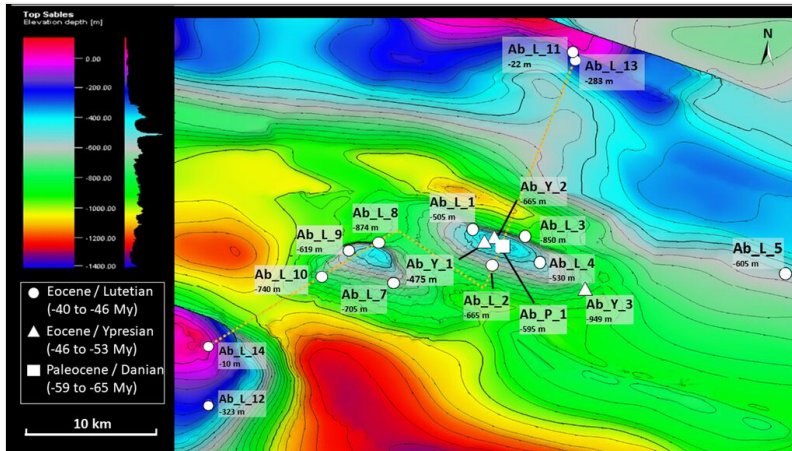 Top Sables
Elevation depth [m]
0.00
-200.00
-400.00
-600.00
-800.00
-1000.00
-1200.00
-1400.00
Eocene / Lutetian
(-40 to -46 My)
Eocene / Ypresian
(-46 to -53 My)
Paleocene / Danian
(-59 to -65 My)
10 km
N
Ab_L_11
-22 m
Ab_L_13
-283 m
Ab_Y_2
-665 m
Ab_L_1
-505 m
Ab_L_8
-874 m
Ab_L_3
-850 m
Ab_L_9
-619 m
Ab_L_5
-605 m
Ab_L_10
-740 m
Ab_Y_1
-475 m
Ab_L_4
-530 m
Ab_L_7
-705 m
Ab_L_2
-665 m
Ab_P_1
-595 m
Ab_Y_3
-949 m
Ab_L_14
-10 m
Ab_L_12
-323 m